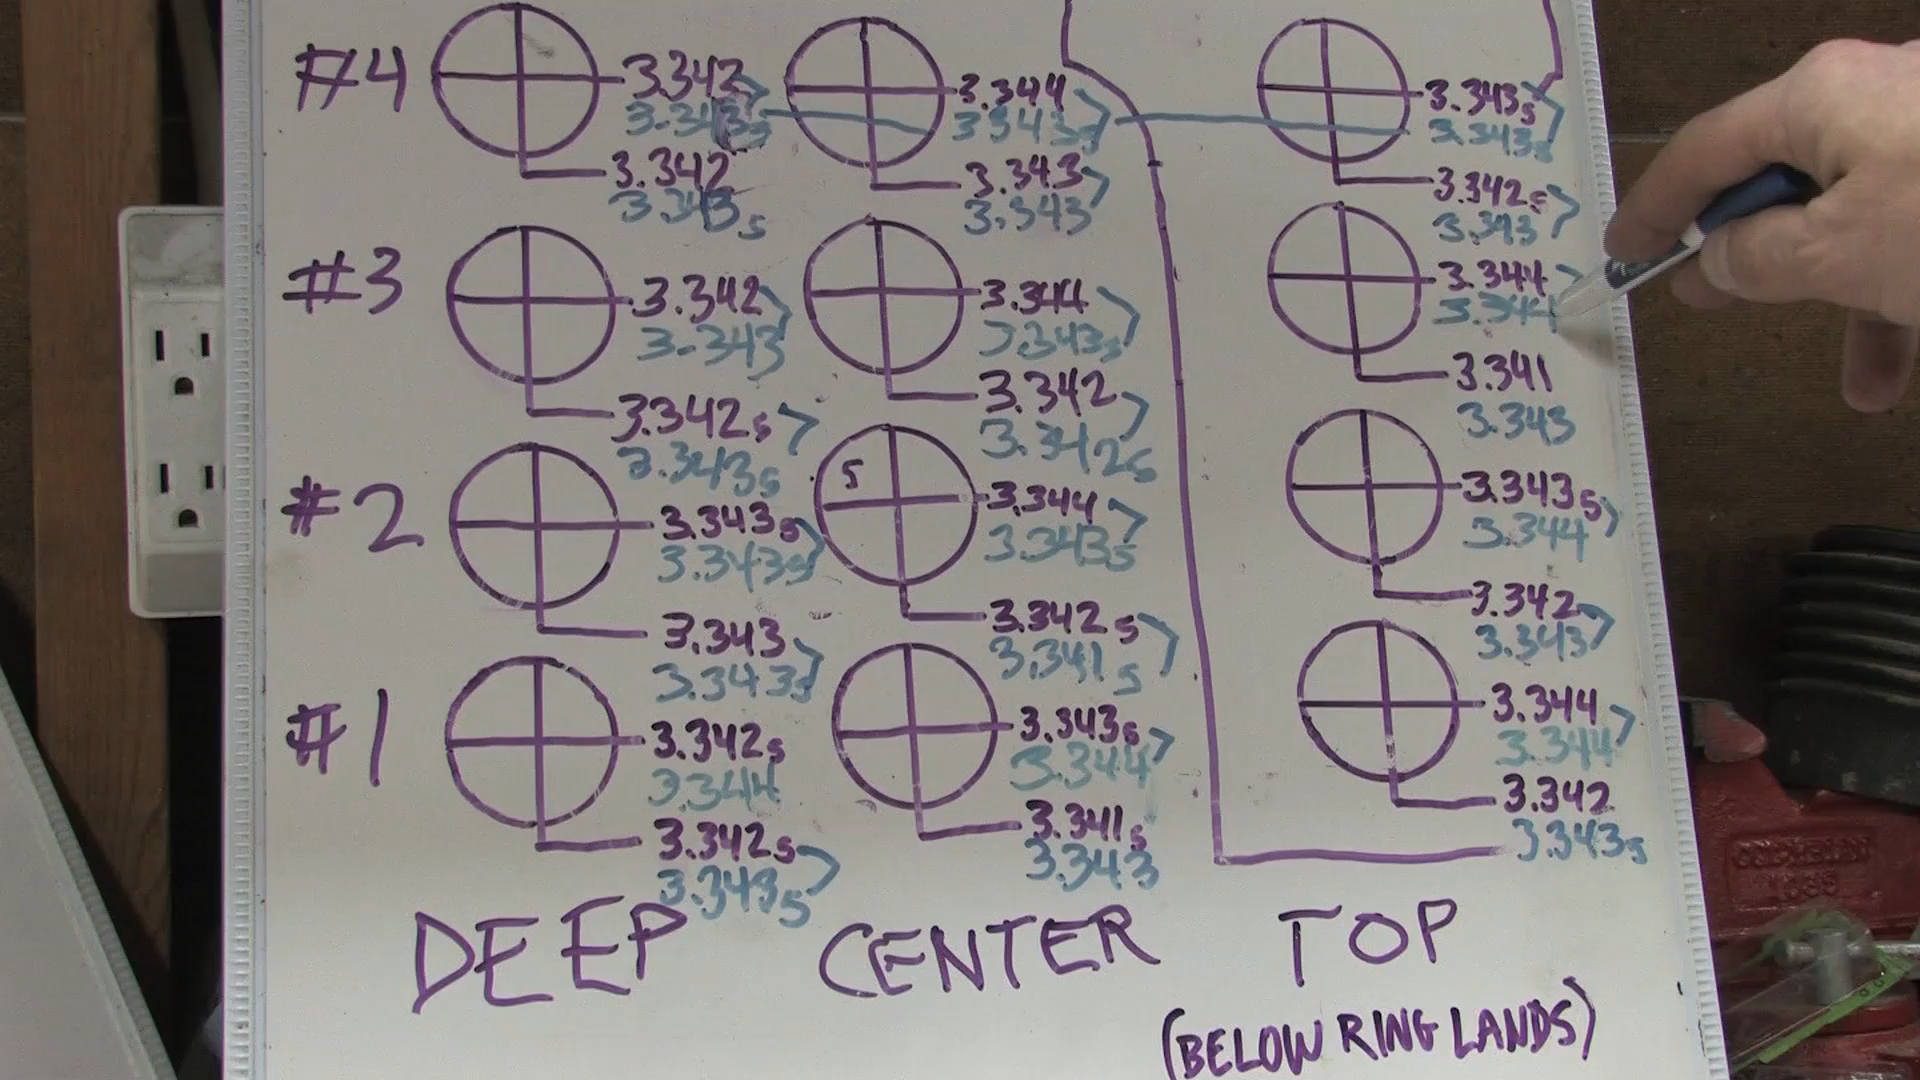 #4 3.342 3.344 3.343s
3.343s 3.343s 3.343s
3.342 3.343 3.342s
3.343s 3.343 3.343
#3 3.342 3.344 3.344
3.343 3.343s 3.344
3.342s 3.342 3.341
3.343s 3.342s 3.343
#2 3.343s 5 3.344 3.343s
3.343s 3.343s 3.344
3.343 3.342s 3.342
3.343s 3.341s 3.343
#1 3.342s 3.343s 3.344
3.344 3.344 3.344
3.342s 3.341s 3.342
3.343s 3.343 3.343s
DEEP CENTER TOP
(BELOW RING LANDS)